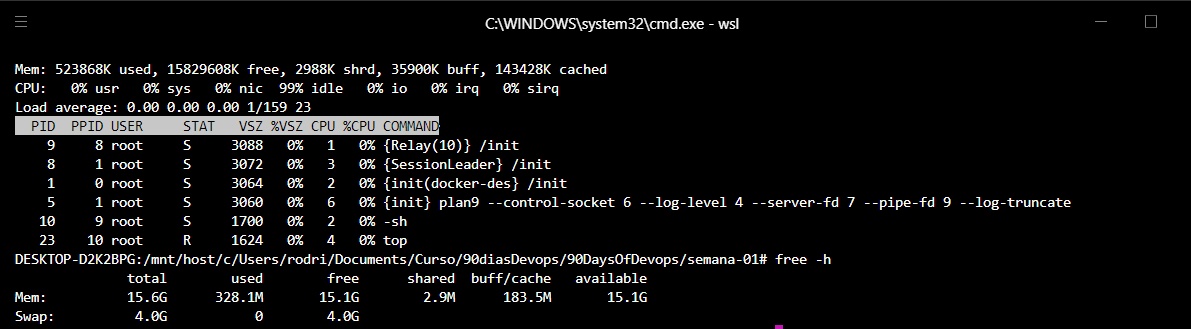 C:\WINDOWS\system32\cmd.exe - wsl
Mem: 523868K used, 15829608K free, 2988K shrd, 35900K buff, 143428K cached
CPU:   0% usr   0% sys   0% nic  99% idle   0% io   0% irq   0% sirq
Load average: 0.00 0.00 0.00 1/159 23
  PID  PPID USER     STAT   VSZ %VSZ CPU %CPU COMMAND
    9     8 root     S     3088   0%   1   0% {Relay(10)} /init
    8     1 root     S     3072   0%   3   0% {SessionLeader} /init
    1     0 root     S     3064   0%   2   0% {init(docker-des} /init
    5     1 root     S     3060   0%   6   0% {init} plan9 --control-socket 6 --log-level 4 --server-fd 7 --pipe-fd 9 --log-truncate
   10     9 root     S     1700   0%   2   0% -sh
   23    10 root     R     1624   0%   4   0% top
DESKTOP-D2K2BPG:/mnt/host/c/Users/rodri/Documents/Curso/90diasDevops/90DaysOfDevops/semana-01# free -h
              total        used        free      shared  buff/cache   available
Mem:          15.6G      328.1M       15.1G        2.9M      183.5M       15.1G
Swap:          4.0G           0        4.0G